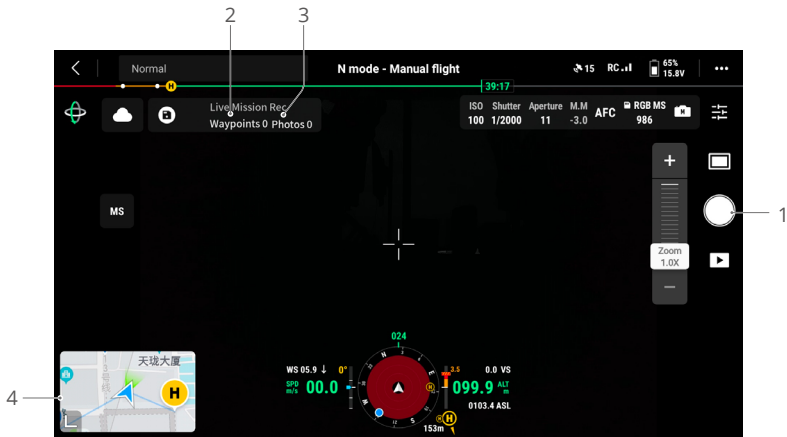 2 3
Normal N mode - Manual flight 15 RC 65% 15.8V
39:17
Live Mission Rec
Waypoints 0 Photos 0
ISO Shutter Aperture M.M AFC RGB MS
100 1/2000 11 -3.0 986
MS
1
Zoom
1.0X
024
天珑大厦
H
4
WS 05.9 0° 3.5 0.0 VS
SPD m/s 00.0 099.9 ALT m
0103.4 ASL
N E S W
153m H